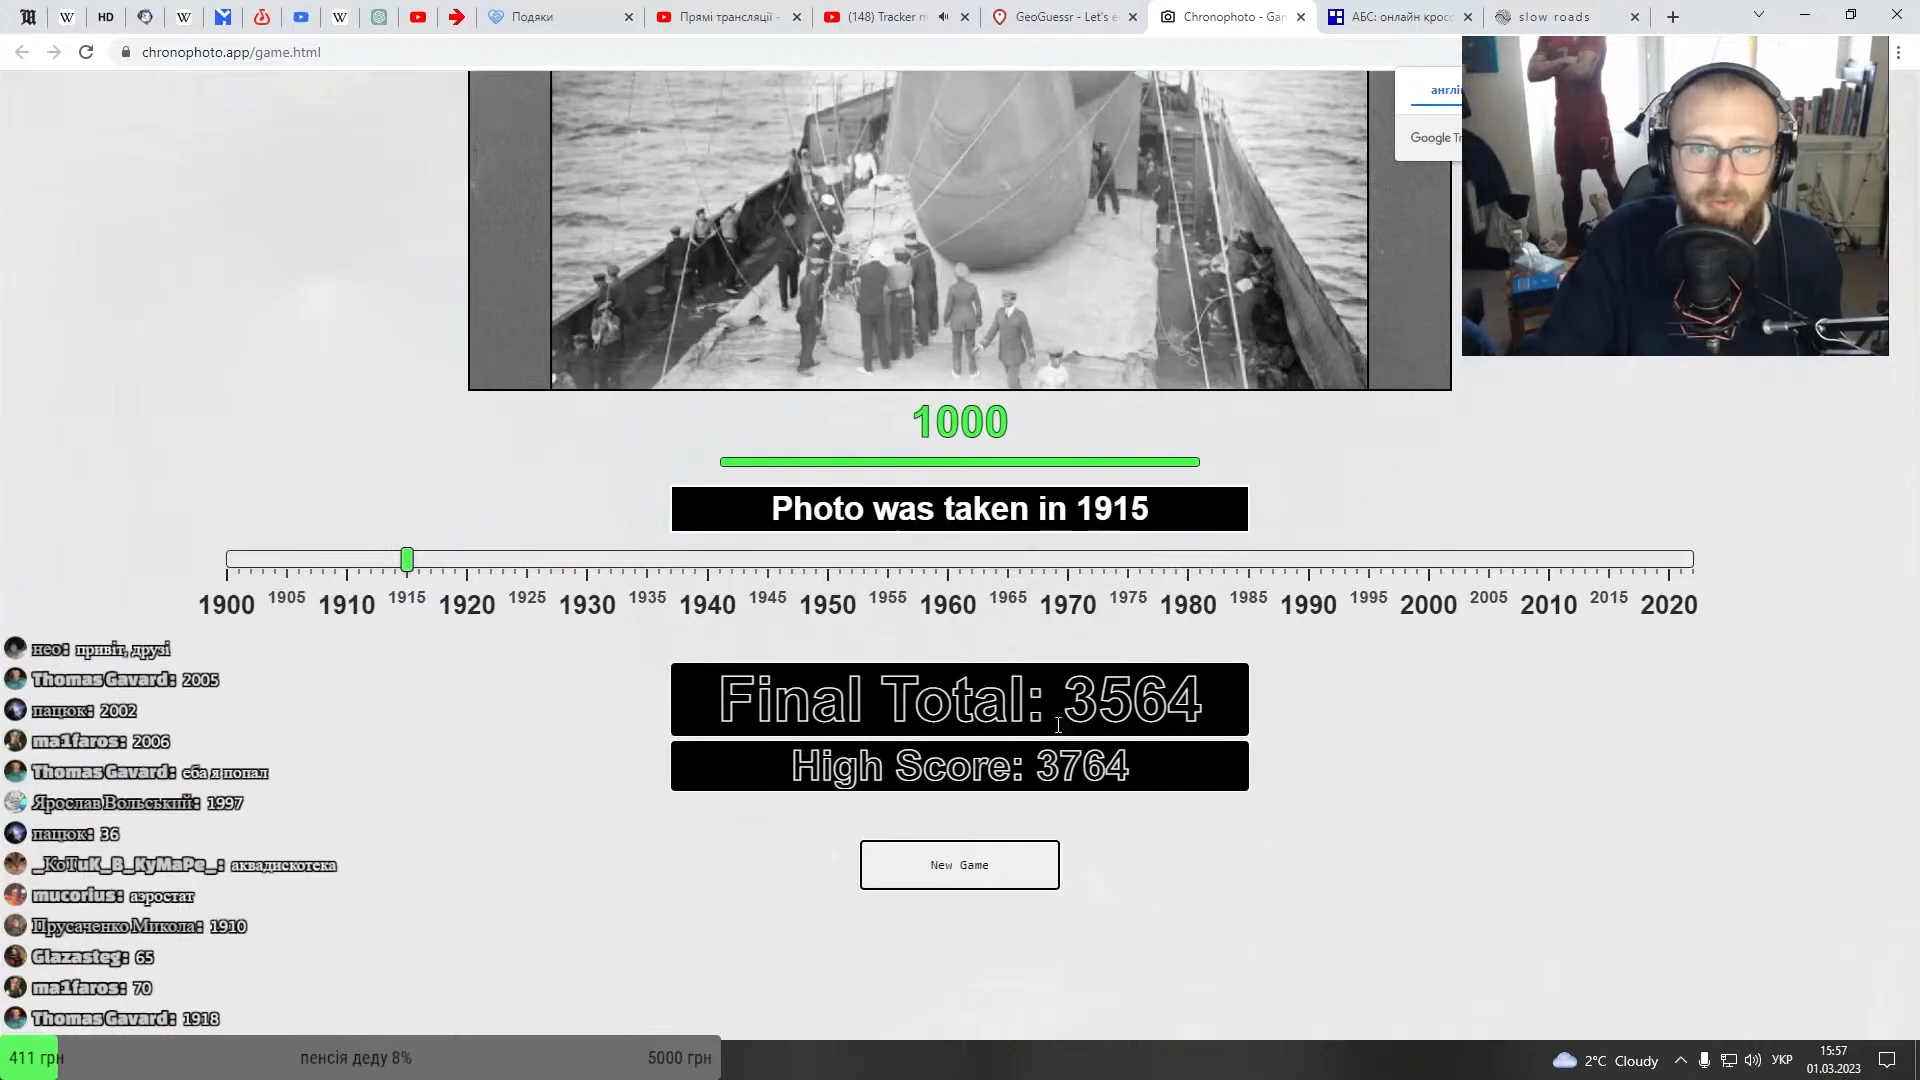 HD
Подяки
Прямі трансляції -
(148) Tracker m
GeoGuessr - Let's e
Chronophoto - Gam
АБС: онлайн крос
slow roads
chronophoto.app/game.html
англі
Google Tr
1000
Photo was taken in 1915
1900 1905 1910 1915 1920 1925 1930 1935 1940 1945 1950 1955 1960 1965 1970 1975 1980 1985 1990 1995 2000 2005 2010 2015 2020
Final Total: 3564
High Score: 3764
New Game
нео: привіт, друзі
Thomas Gavard: 2005
пацюк: 2002
ma1faros: 2006
Thomas Gavard: єба я попал
Ярослав Вольський: 1997
пацюк: 36
_KoTuK_B_KyMaPe_: аквадискотека
mucorius: аэростат
Прусаченко Микола: 1910
Glazasteg: 65
ma1faros: 70
Thomas Gavard: 1918
411 грн
пенсія деду 8%
5000 грн
2°C Cloudy
УКР
15:57
01.03.2023